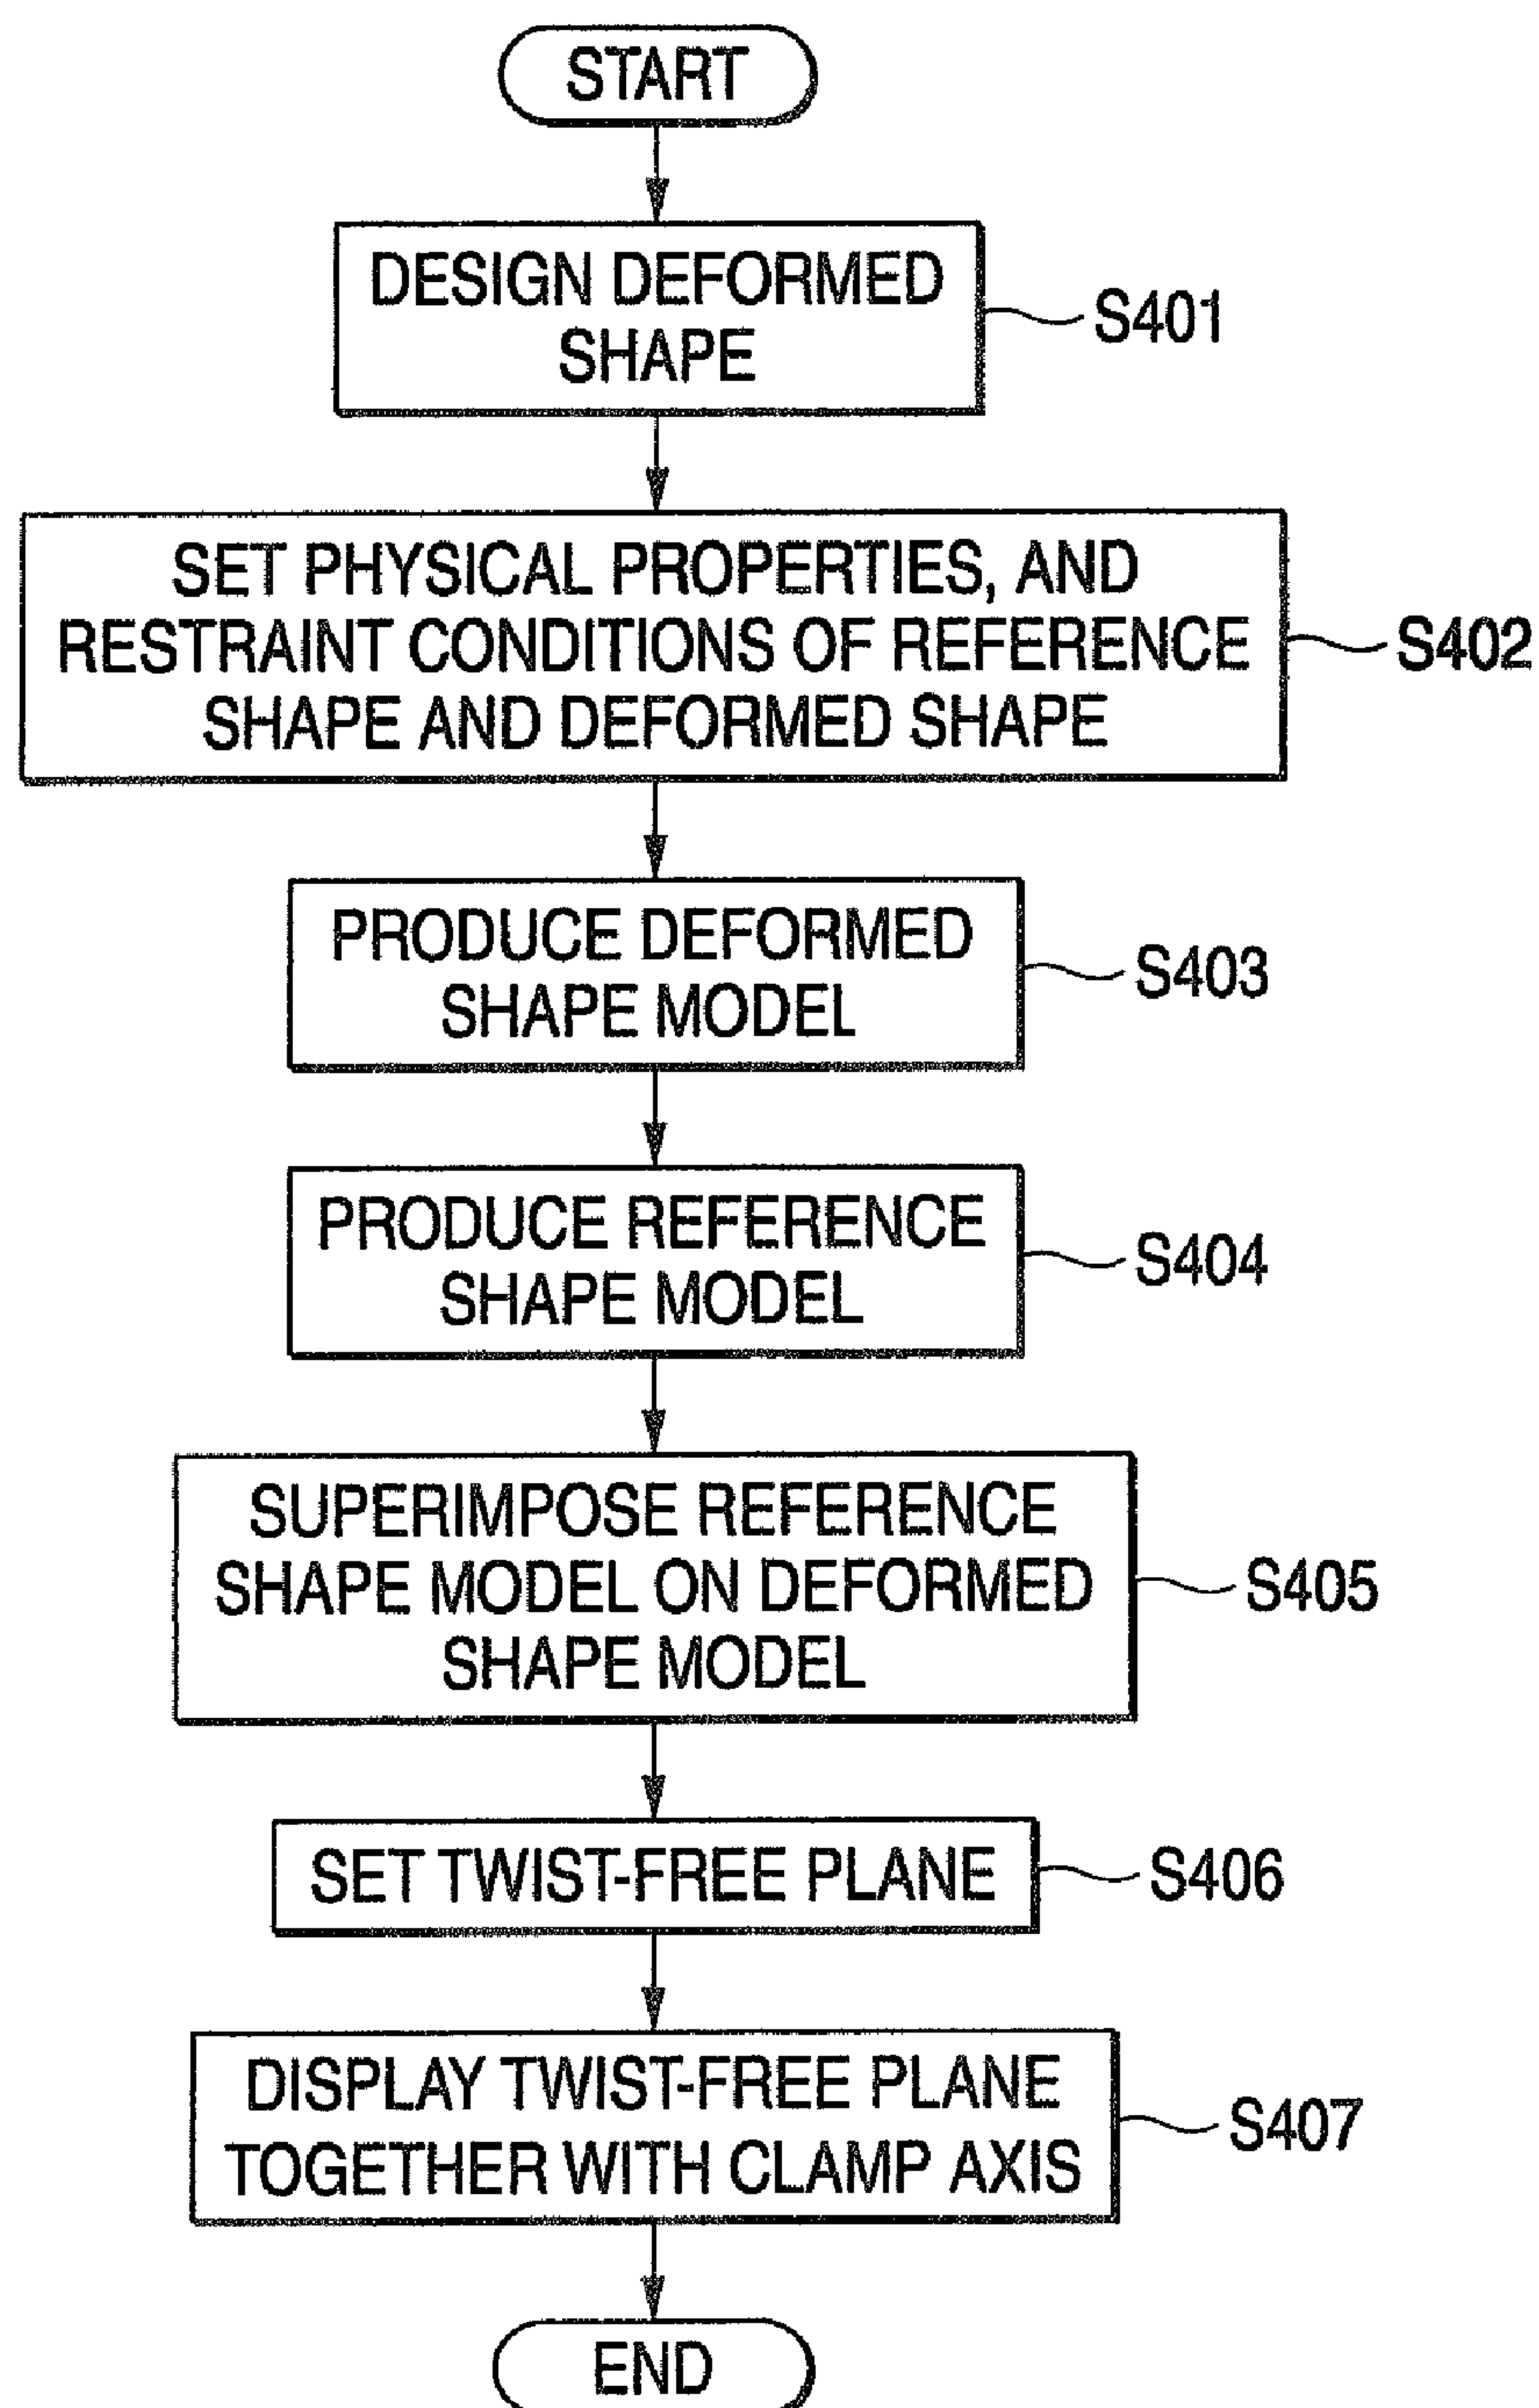 START
DESIGN DEFORMED
SHAPE
S401
SET PHYSICAL PROPERTIES, AND
RESTRAINT CONDITIONS OF REFERENCE
SHAPE AND DEFORMED SHAPE
S402
PRODUCE DEFORMED
SHAPE MODEL
S403
PRODUCE REFERENCE
SHAPE MODEL
S404
SUPERIMPOSE REFERENCE
SHAPE MODEL ON DEFORMED
SHAPE MODEL
S405
SET TWIST-FREE PLANE
S406
DISPLAY TWIST-FREE PLANE
TOGETHER WITH CLAMP AXIS
S407
END